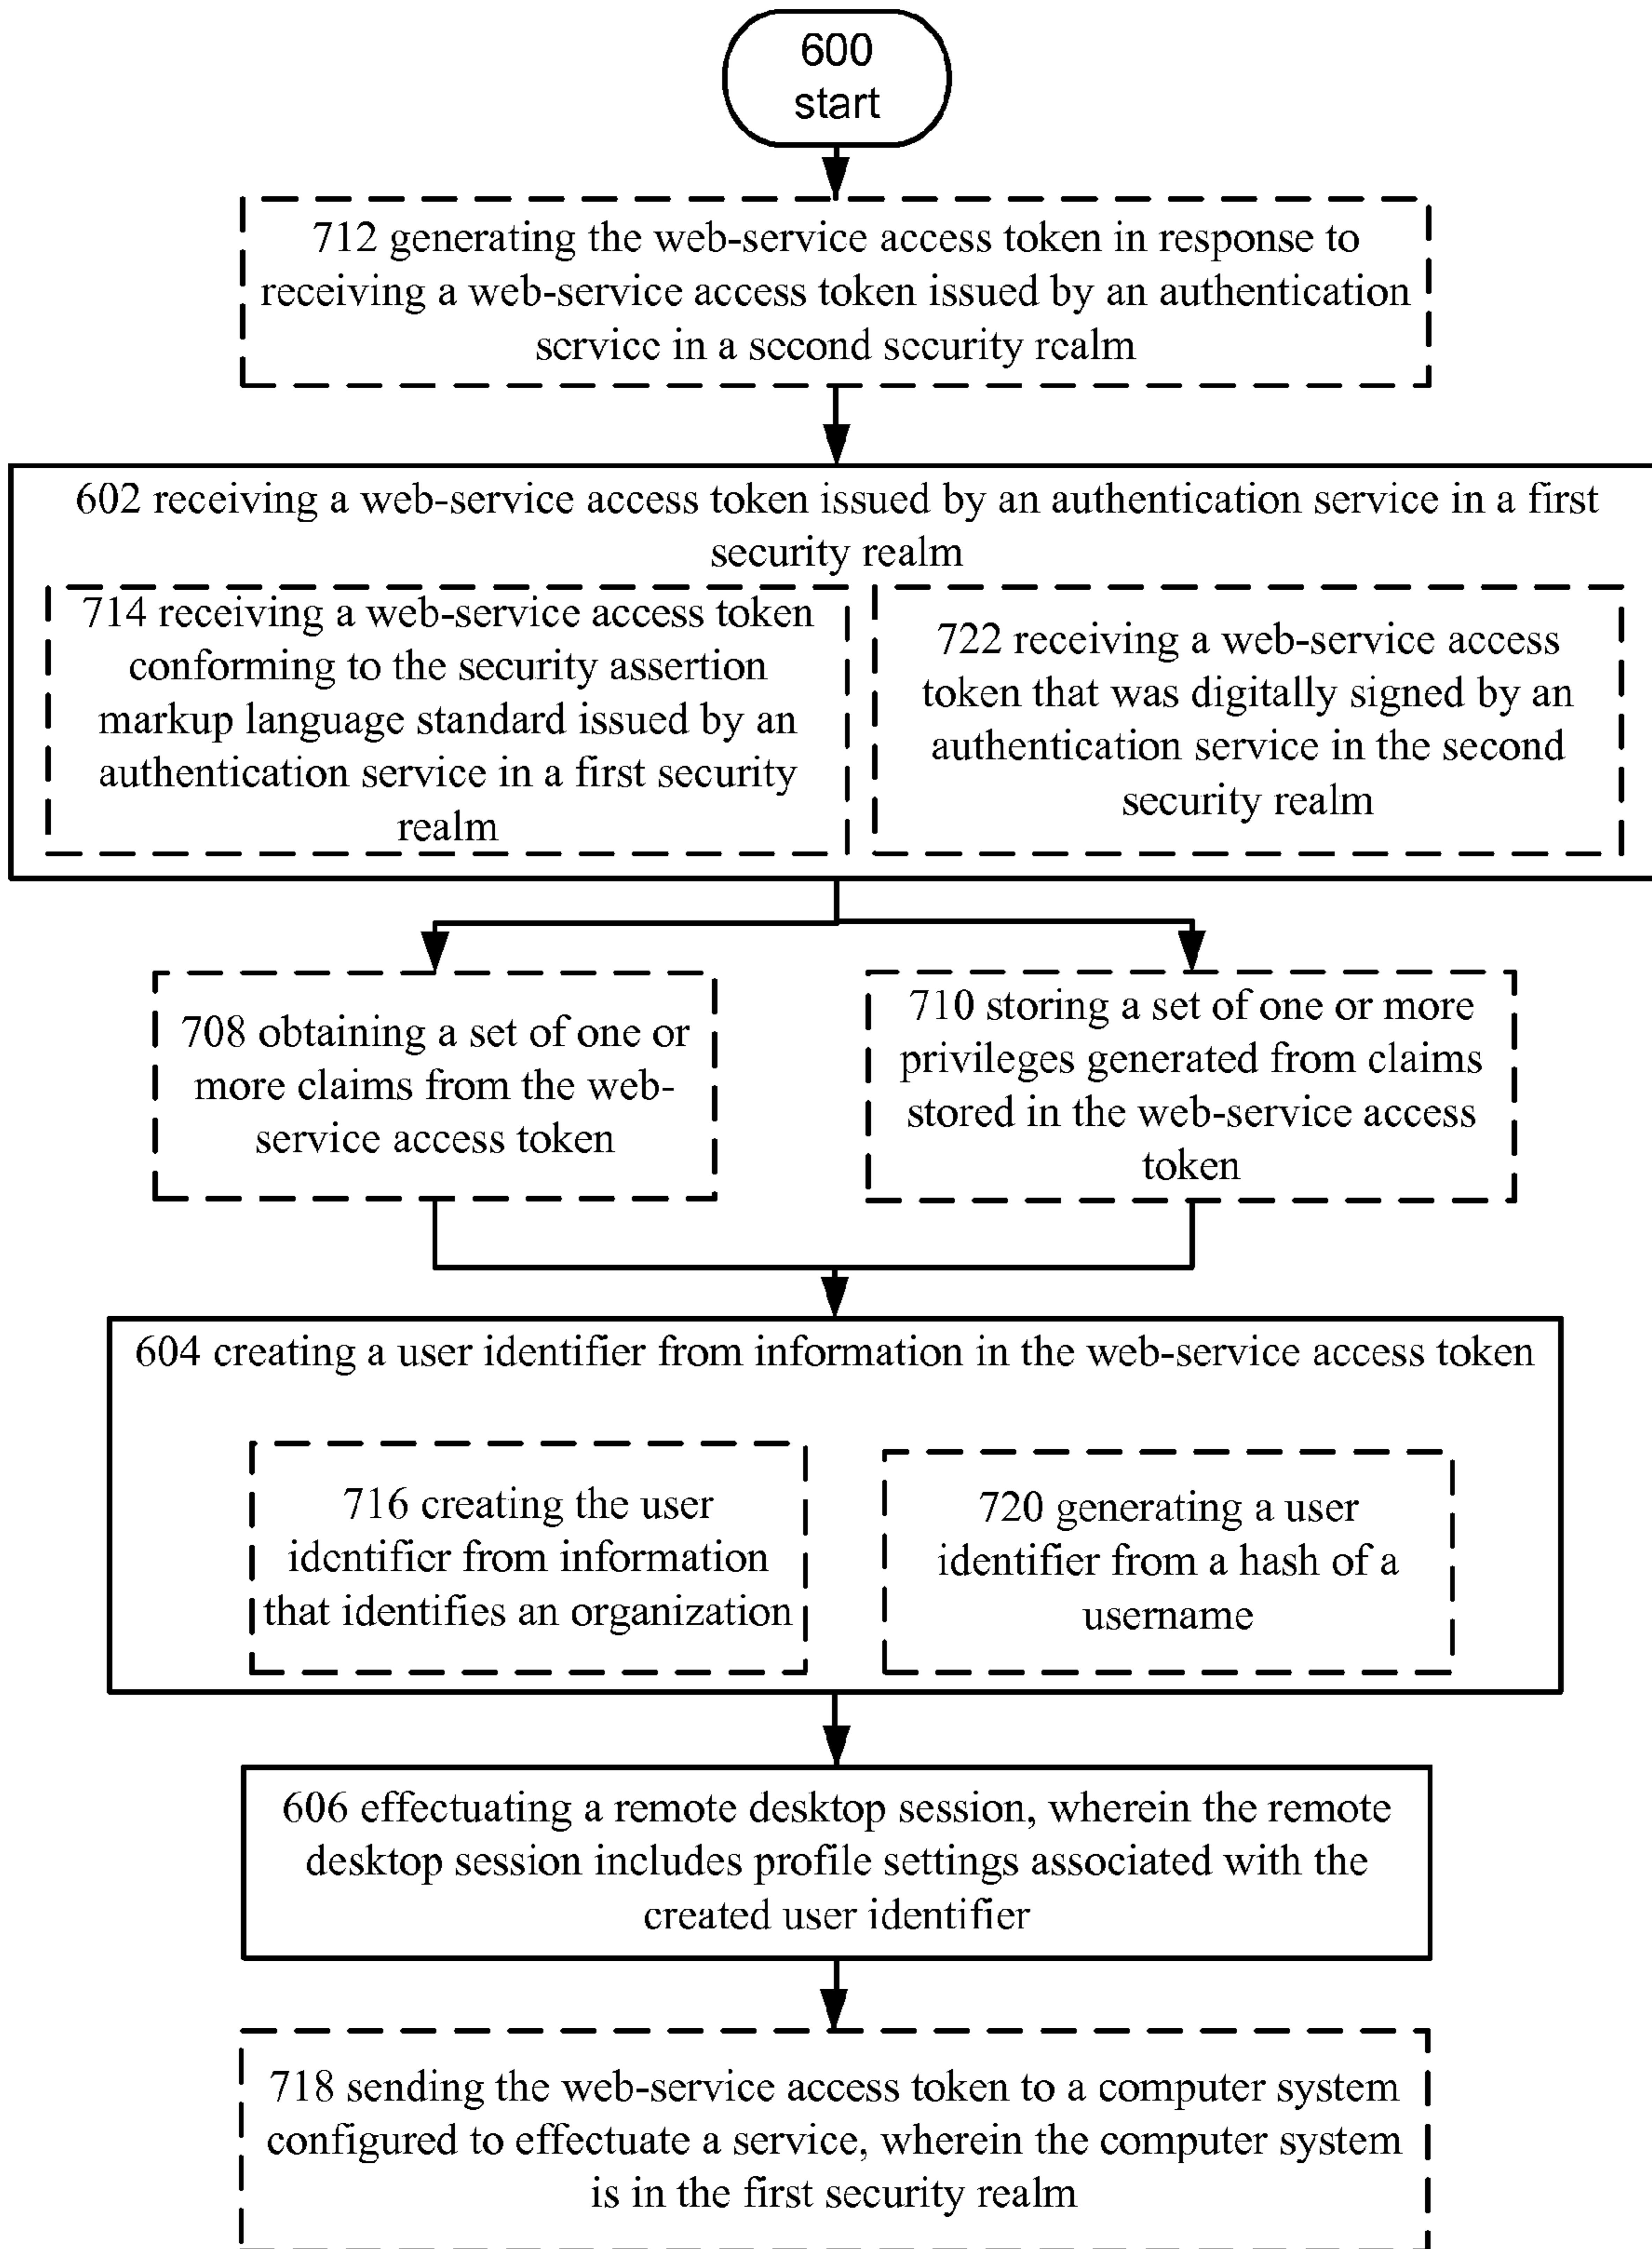 600
start
712 generating the web-service access token in response to
receiving a web-service access token issued by an authentication
service in a second security realm
602 receiving a web-service access token issued by an authentication service in a first
security realm
714 receiving a web-service access token
conforming to the security assertion
markup language standard issued by an
authentication service in a first security
realm
722 receiving a web-service access
token that was digitally signed by an
authentication service in the second
security realm
708 obtaining a set of one or
more claims from the web-
service access token
710 storing a set of one or more
privileges generated from claims
stored in the web-service access
token
604 creating a user identifier from information in the web-service access token
716 creating the user
identifier from information
that identifies an organization
720 generating a user
identifier from a hash of a
username
606 effectuating a remote desktop session, wherein the remote
desktop session includes profile settings associated with the
created user identifier
718 sending the web-service access token to a computer system
configured to effectuate a service, wherein the computer system
is in the first security realm